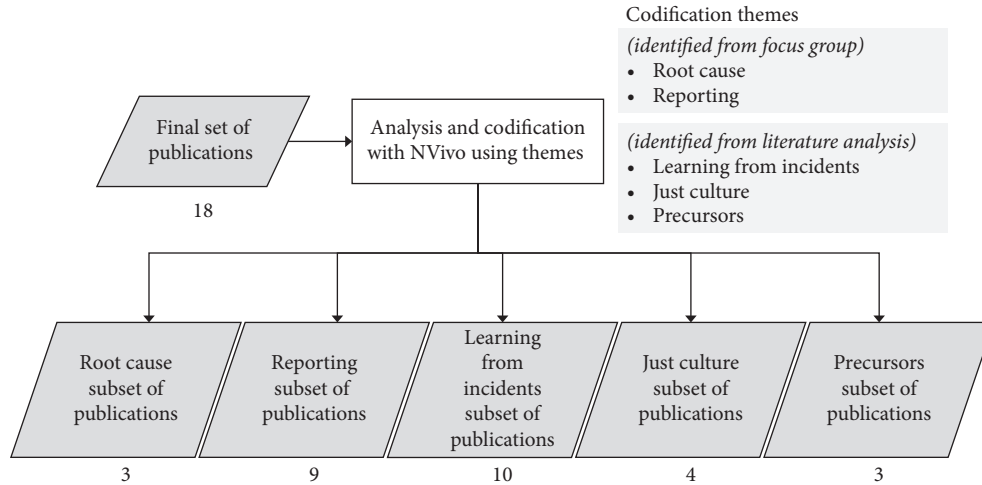 Codification themes
(identified from focus group)
• Root cause
• Reporting
(identified from literature analysis)
• Learning from incidents
• Just culture
• Precursors
Final set of
publications
18
Analysis and codification
with NVivo using themes
Root cause
subset of
publications
3
Reporting
subset of
publications
9
Learning
from
incidents
subset of
publications
10
Just culture
subset of
publications
4
Precursors
subset of
publications
3